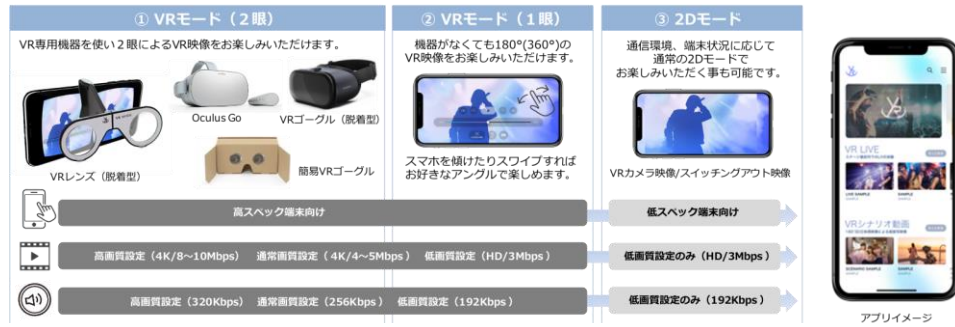 ① VRモード（２眼）
VR専用機器を使い２眼によるVR映像をお楽しみいただけます。
Oculus Go
VRゴーグル（脱着型）
VRレンズ（脱着型）
簡易VRゴーグル
② VRモード（１眼）
機器がなくても180°(360°)の
VR映像をお楽しみいただけます。
スマホを傾けたりスワイプすれば
お好きなアングルで楽しめます。
③ 2Dモード
通信環境、端末状況に応じて
通常の2Dモードで
お楽しみいただく事も可能です。
VRカメラ映像/スイッチングアウト映像
高スペック端末向け
低スペック端末向け
高画質設定（4K/8～10Mbps） 通常画質設定（ 4K/4～5Mbps ） 低画質設定（HD/3Mbps）
低画質設定のみ（HD/3Mbps ）
高画質設定（320Kbps） 通常画質設定（256Kbps ） 低画質設定（192Kbps ）
低画質設定のみ（192Kbps ）
VR LIVE
LIVE SAMPLE
SAMPLE
VRシナリオ動画
SCENARIO SAMPLE
SAMPLE
アプリイメージ